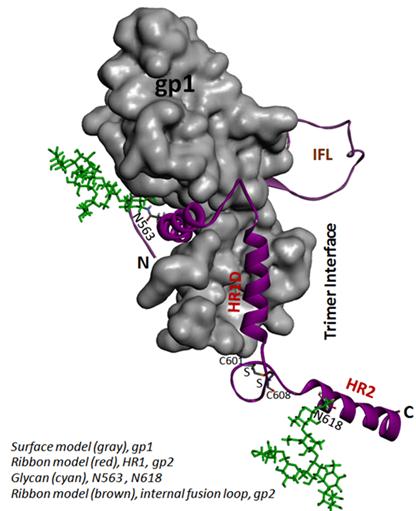 gp1
IFL
N563
N
HR1D
Trimer Interface
C601
S
S
C608
HR2
C
N618
Surface model (gray), gp1
Ribbon model (red), HR1, gp2
Glycan (cyan), N563, N618
Ribbon model (brown), internal fusion loop, gp2